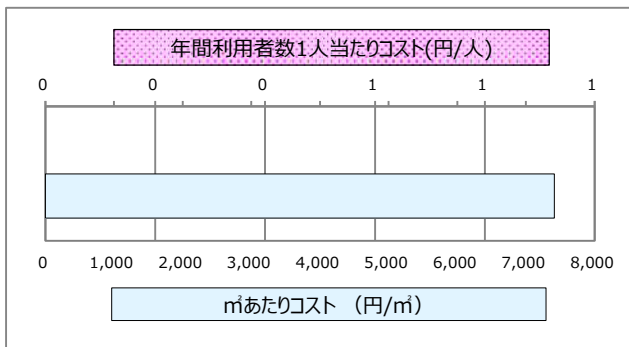 年間利用者数1人当たりコスト(円/人)
0 0 0 1 1 1
0 1,000 2,000 3,000 4,000 5,000 6,000 7,000 8,000
㎡あたりコスト （円/㎡）